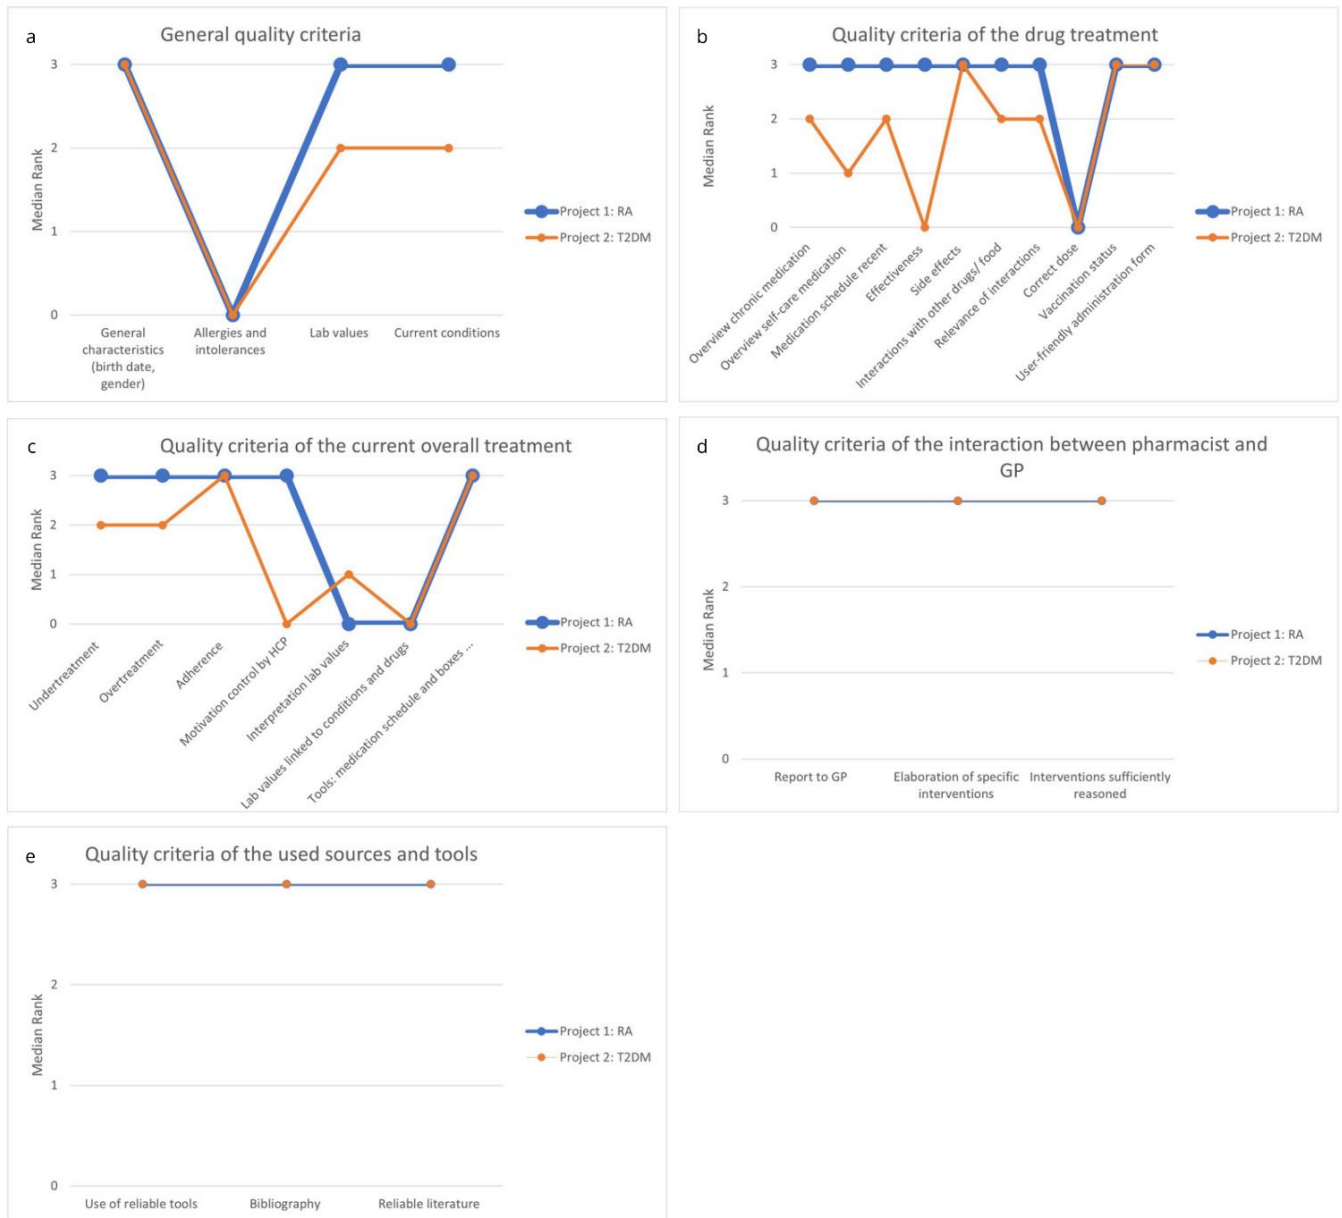 a
General quality criteria
3
2
1
0
Median Rank
General
characteristics
(birth date,
gender)
Allergies and
intolerances
Lab values
Current conditions
Project 1: RA
Project 2: T2DM
b
Quality criteria of the drug treatment
3
2
1
0
Median Rank
Overview chronic medication
Overview self-care medication
Medication schedule recent
Effectiveness
Side effects
Interactions with other drugs/ food
Relevance of interactions
Correct dose
Vaccination status
User-friendly administration form
Project 1: RA
Project 2: T2DM
c
Quality criteria of the current overall treatment
3
2
1
0
Median Rank
Undertreatment
Overtreatment
Adherence
Motivation control by HCP
Interpretation lab values
Lab values linked to conditions and drugs
Tools: medication schedule and boxes ...
Project 1: RA
Project 2: T2DM
d
Quality criteria of the interaction between pharmacist and
GP
3
2
1
0
Median Rank
Report to GP
Elaboration of specific
interventions
Interventions sufficiently
reasoned
Project 1: RA
Project 2: T2DM
e
Quality criteria of the used sources and tools
3
2
1
0
Median Rank
Use of reliable tools
Bibliography
Reliable literature
Project 1: RA
Project 2: T2DM